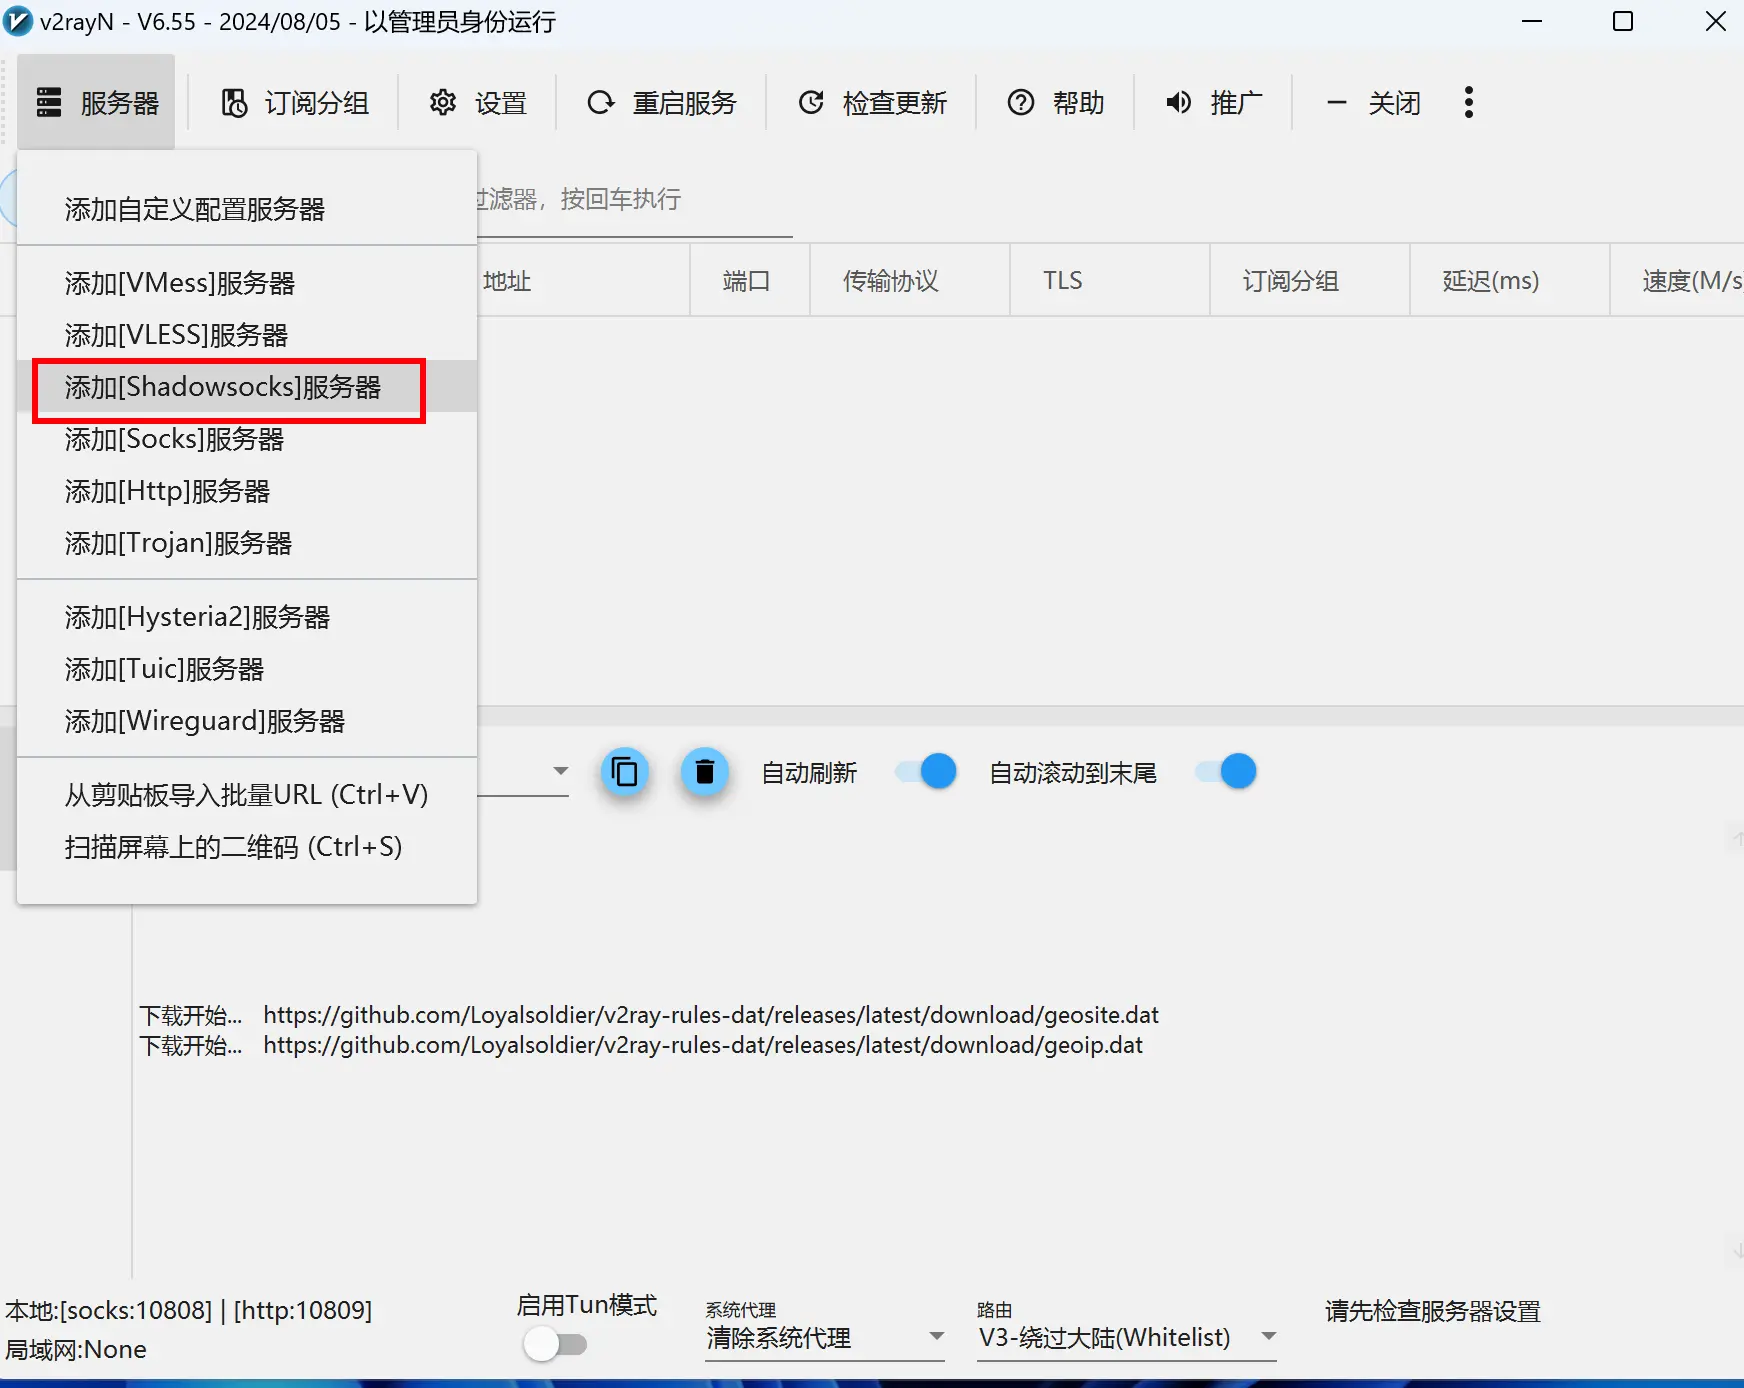 v2rayN - V6.55 - 2024/08/05 - 以管理员身份运行
服务器 订阅分组 设置 重启服务 检查更新 帮助 推广 关闭
过滤器，按回车执行
添加自定义配置服务器
地址 端口 传输协议 TLS 订阅分组 延迟(ms) 速度(M/s
添加[VMess]服务器
添加[VLESS]服务器
添加[Shadowsocks]服务器
添加[Socks]服务器
添加[Http]服务器
添加[Trojan]服务器
添加[Hysteria2]服务器
添加[Tuic]服务器
添加[Wireguard]服务器
从剪贴板导入批量URL (Ctrl+V)
扫描屏幕上的二维码 (Ctrl+S)
自动刷新 自动滚动到末尾
下载开始... https://github.com/Loyalsoldier/v2ray-rules-dat/releases/latest/download/geosite.dat
下载开始... https://github.com/Loyalsoldier/v2ray-rules-dat/releases/latest/download/geoip.dat
本地:[socks:10808] | [http:10809]
局域网:None
启用Tun模式
系统代理
清除系统代理
路由
V3-绕过大陆(Whitelist)
请先检查服务器设置